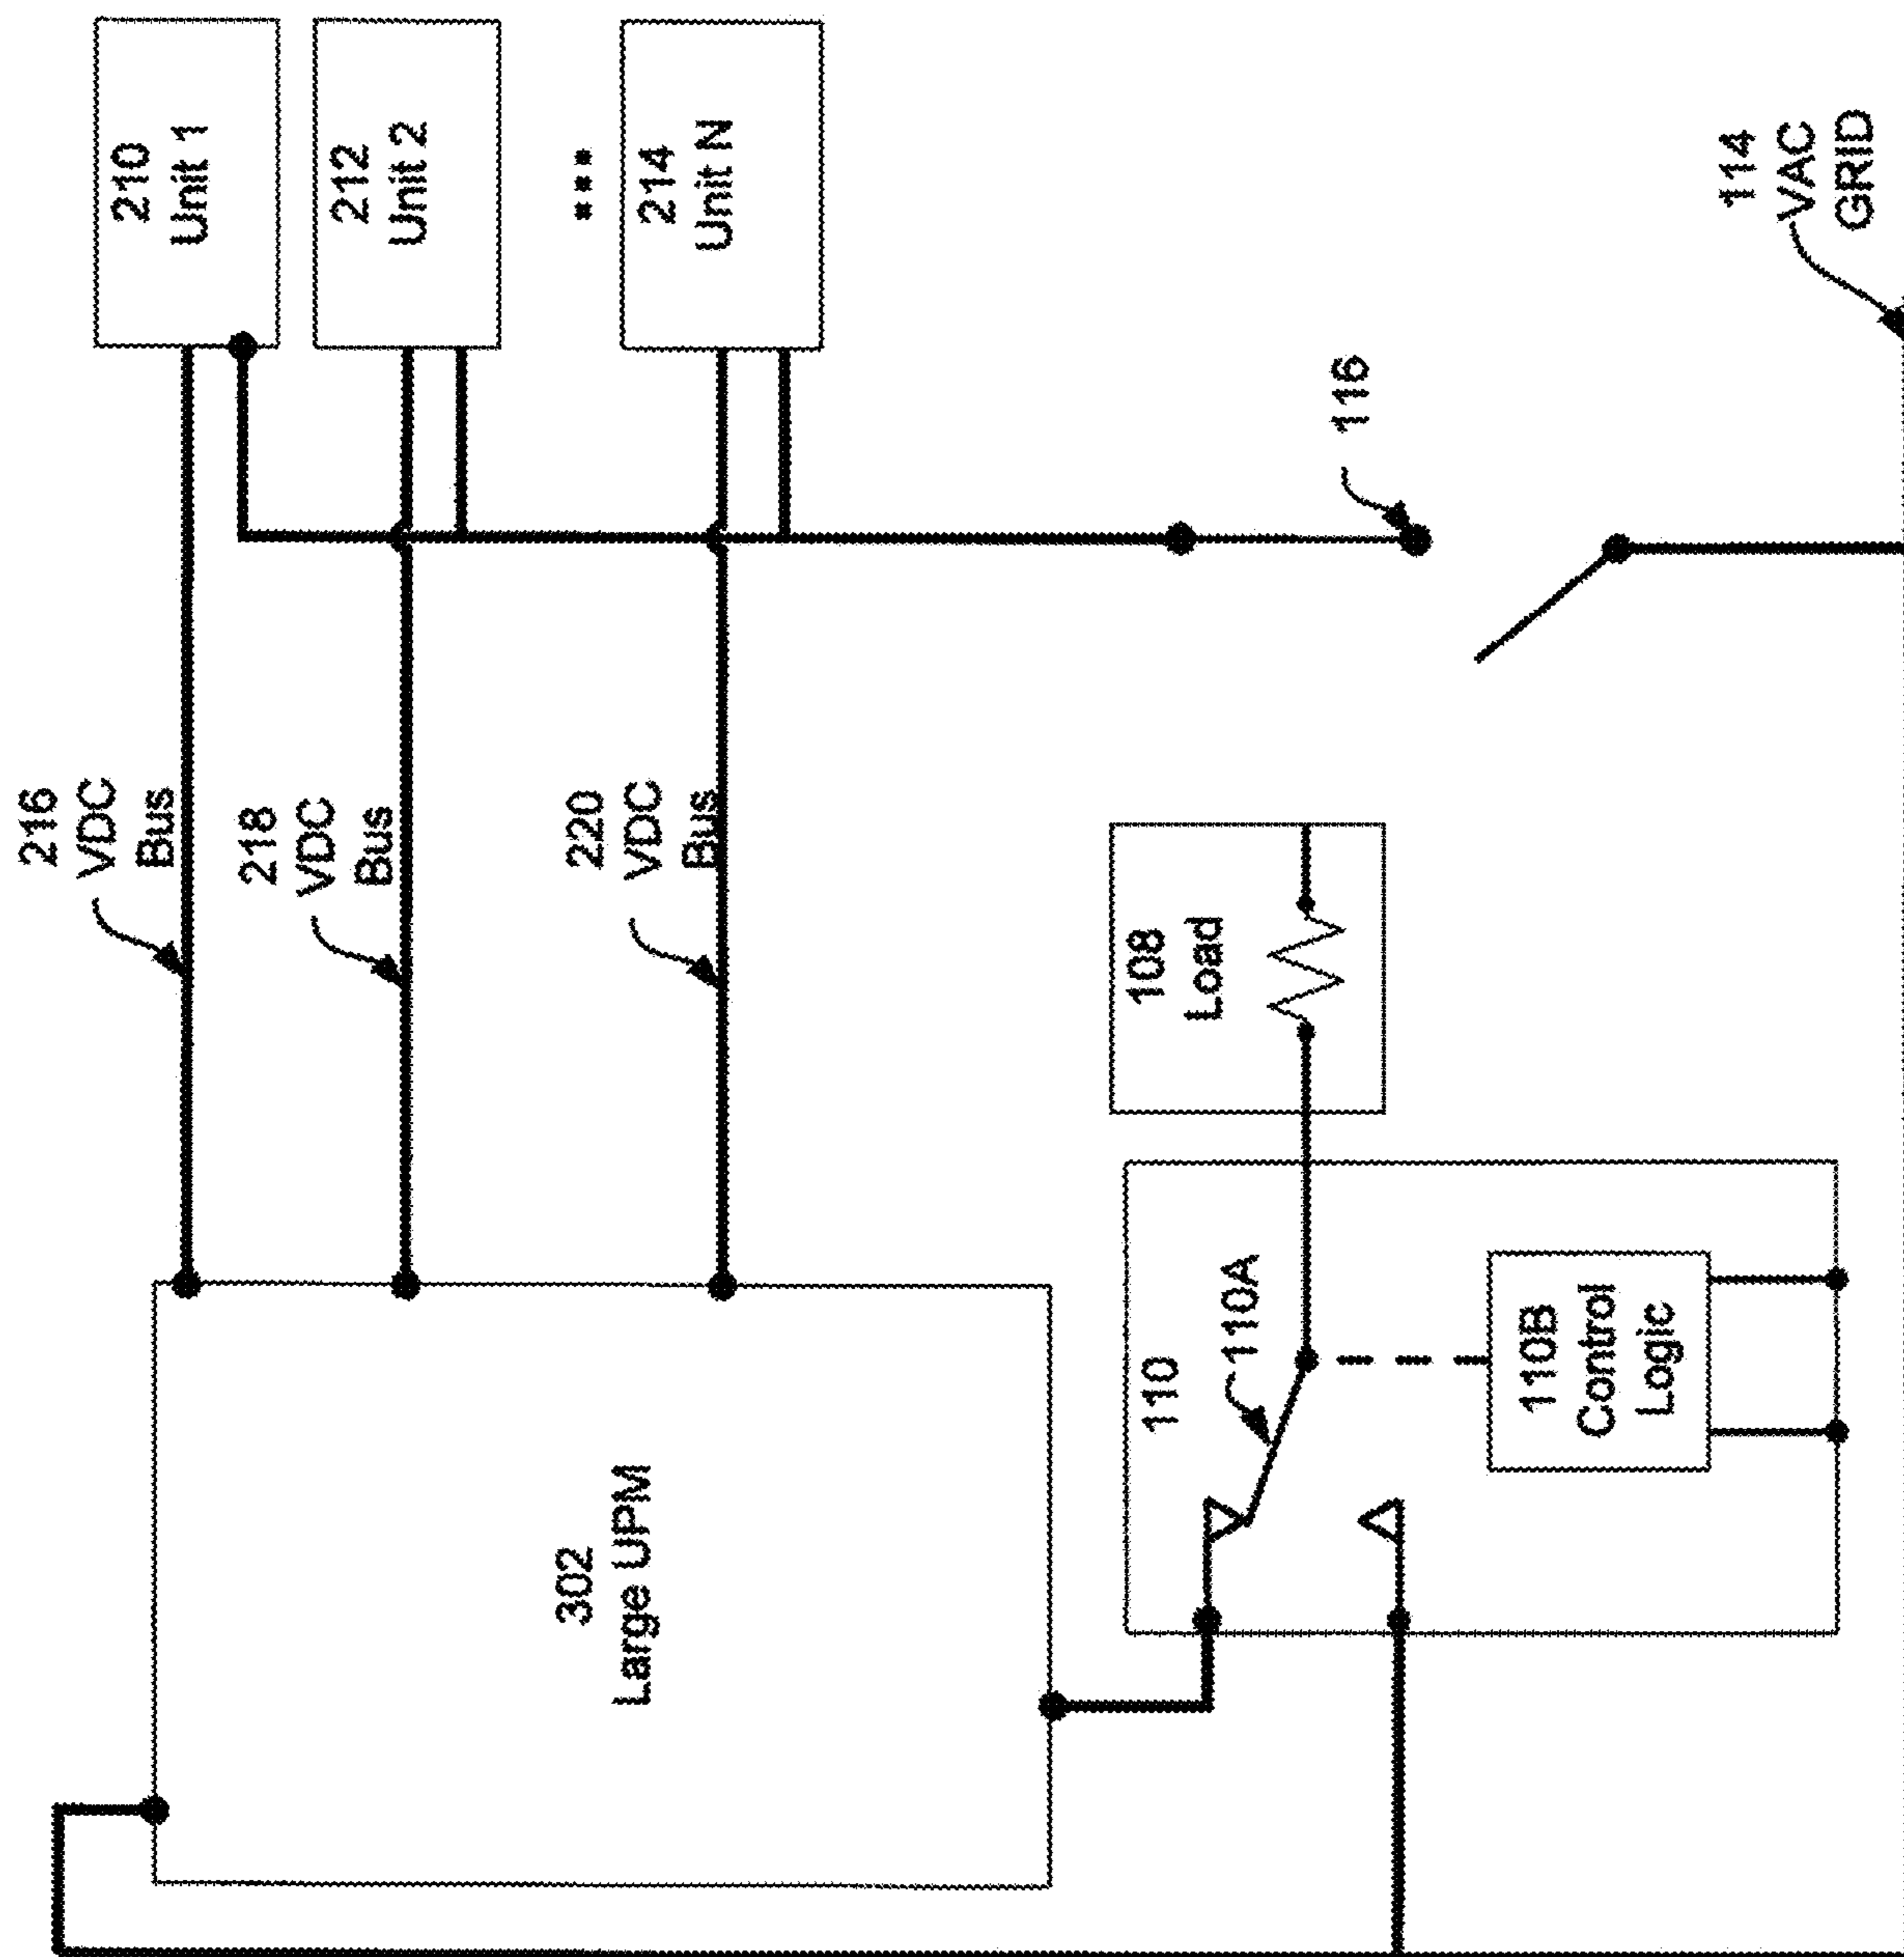 302
Large UPM
216
VDC
Bus
218
VDC
Bus
220
VDC
Bus
210
Unit 1
212
Unit 2
***
214
Unit N
110
110A
110B
Control
Logic
108
Load
116
114
VAC
GRID